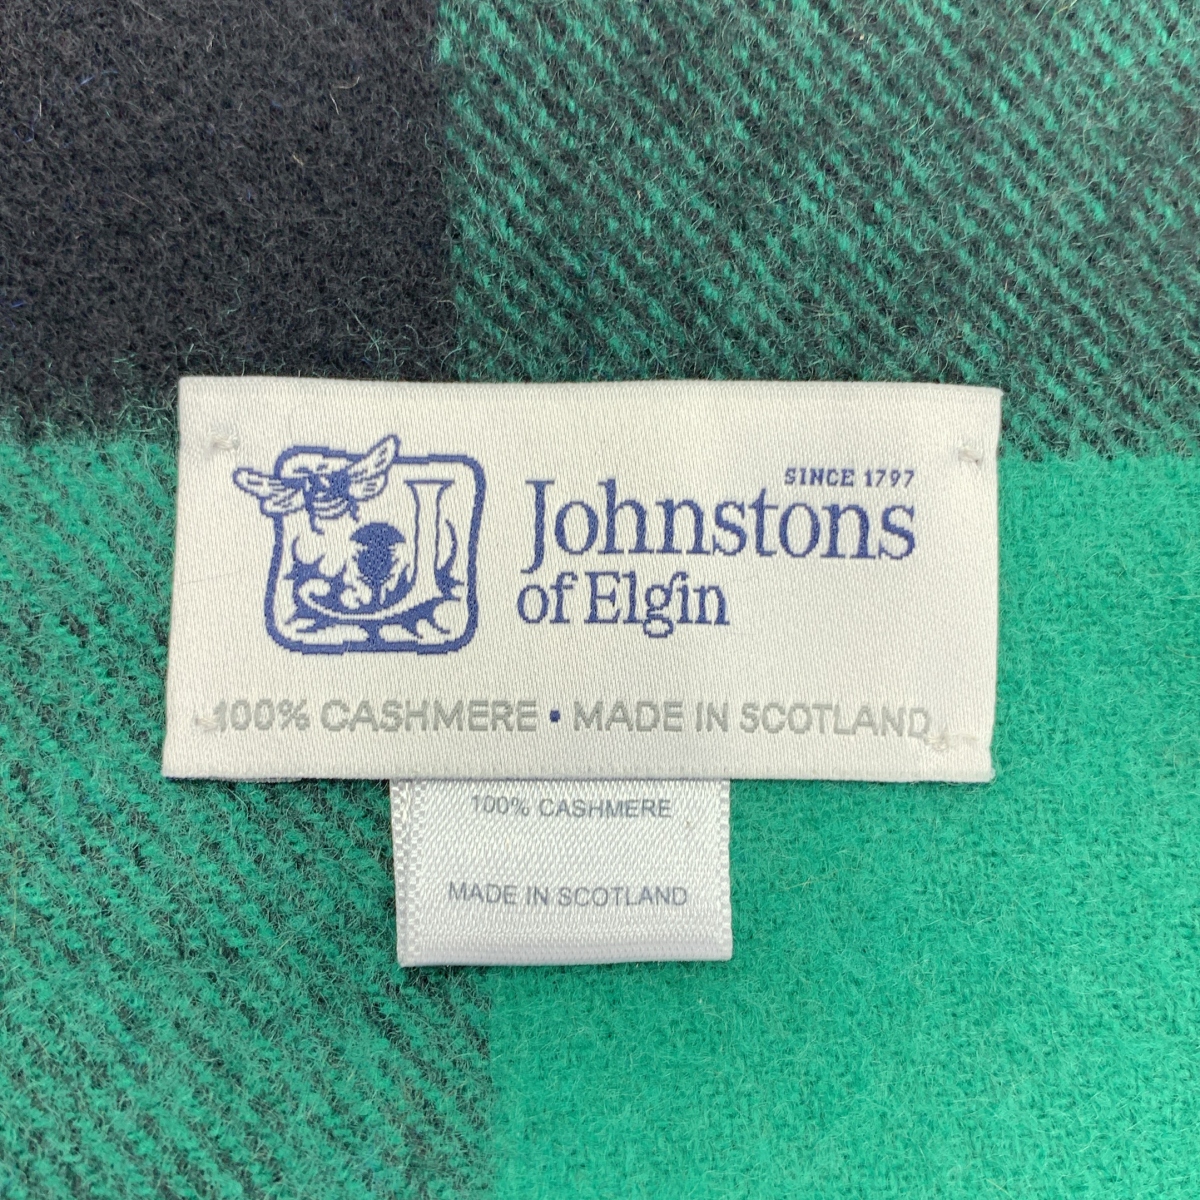 SINCE 1797
Johnstons
of Elgin
100% CASHMERE • MADE IN SCOTLAND
100% CASHMERE
MADE IN SCOTLAND